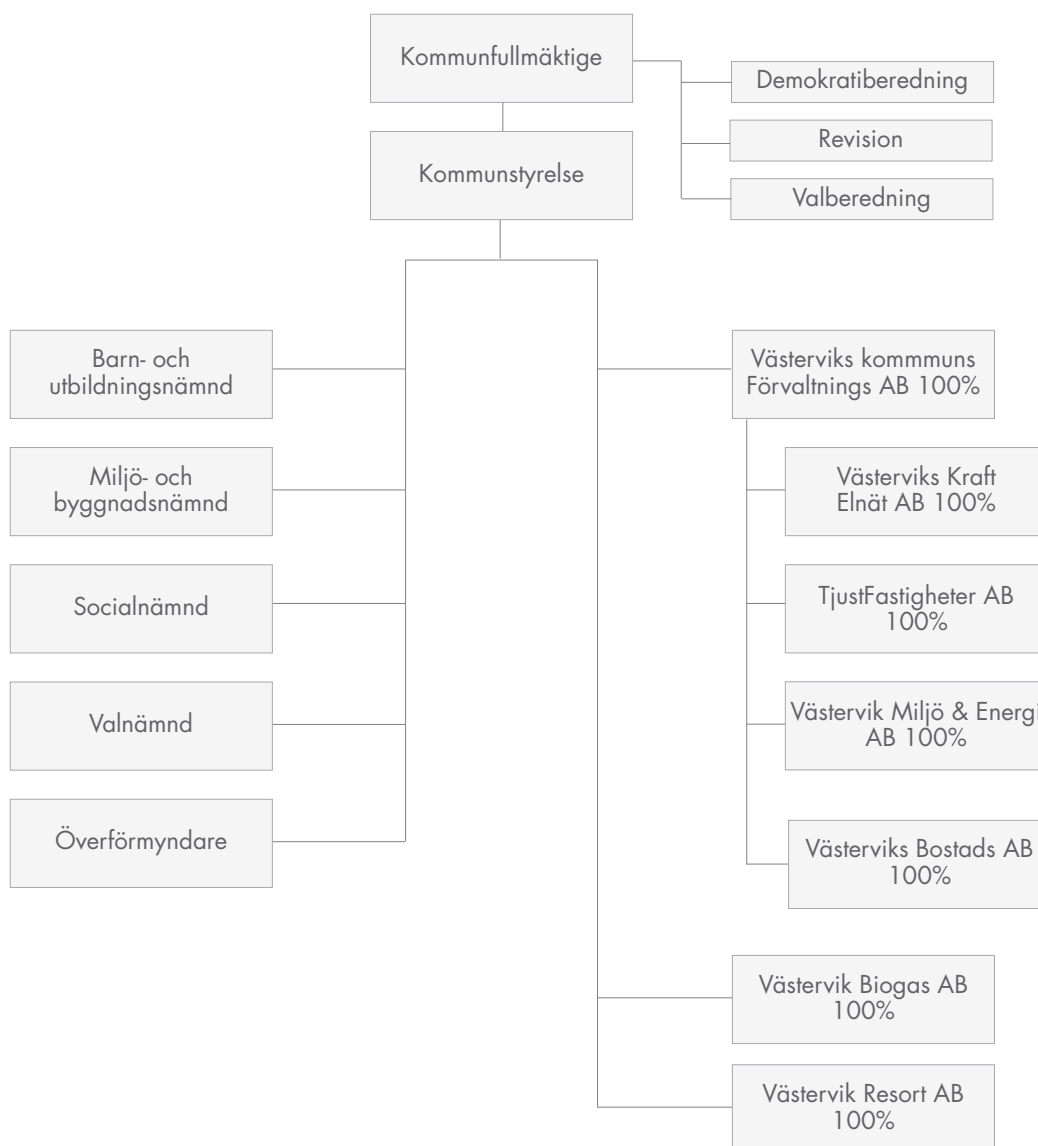 Kommunfullmäktige
Demokratiberedning
Revision
Valberedning
Kommunstyrelse
Barn- och
utbildningsnämnd
Miljö- och
byggnadsnämnd
Socialnämnd
Valnämnd
Överförmyndare
Västerviks kommmuns
Förvaltnings AB 100%
Västerviks Kraft
Elnät AB 100%
TjustFastigheter AB
100%
Västervik Miljö & Energi
AB 100%
Västerviks Bostads AB
100%
Västervik Biogas AB
100%
Västervik Resort AB
100%